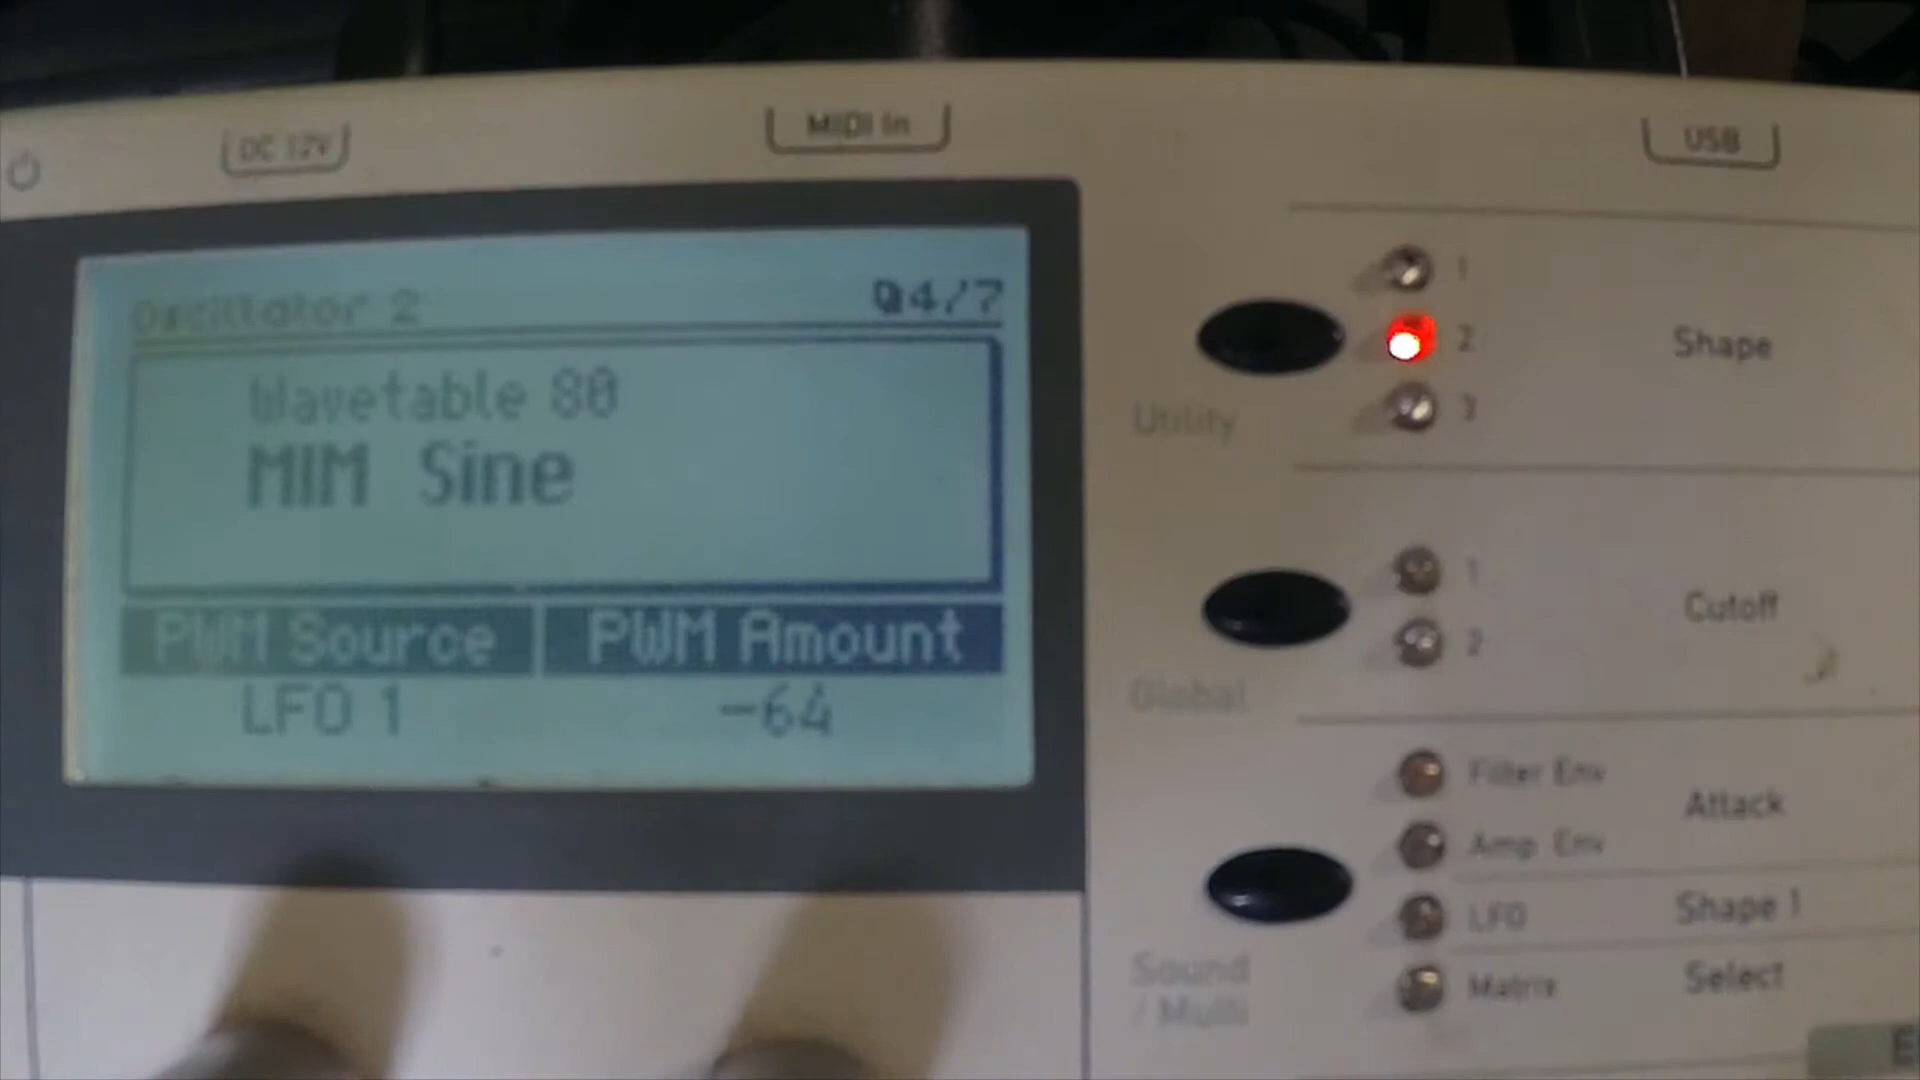 DC 12V
MIDI In
USB
Oscillator 2
4/7
Wavetable 80
MIM Sine
PWM Source
PWM Amount
LFO 1
-64
1
2
Shape
3
Utility
1
Cutoff
2
Global
Filter Env
Attack
Amp Env
LFO
Shape 1
Sound
/ Multi
Matrix
Select